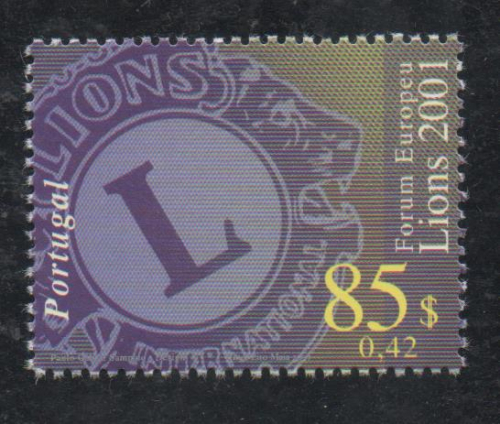 LIONS
L
INTERNATIONAL
Portugal
Forum Europeu
Lions 2001
85$
0,42